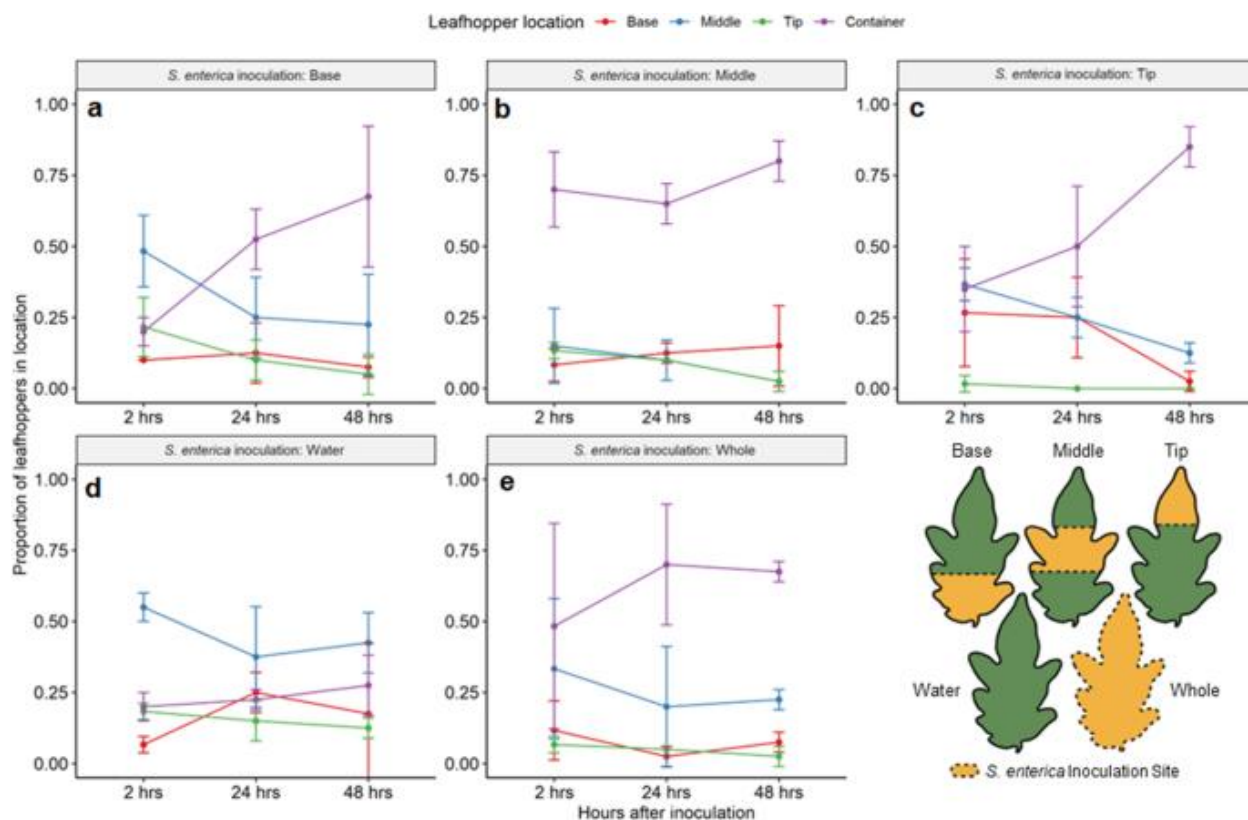 Leafhopper location Base Middle Tip Container
S. enterica inoculation: Base
S. enterica inoculation: Middle
S. enterica inoculation: Tip
a
b
c
1.00
0.75
0.50
0.25
0.00
1.00
0.75
0.50
0.25
0.00
1.00
0.75
0.50
0.25
0.00
2 hrs 24 hrs 48 hrs
2 hrs 24 hrs 48 hrs
2 hrs 24 hrs 48 hrs
Proportion of leafhoppers in location
S. enterica inoculation: Water
S. enterica inoculation: Whole
d
e
1.00
0.75
0.50
0.25
0.00
1.00
0.75
0.50
0.25
0.00
2 hrs 24 hrs 48 hrs
2 hrs 24 hrs 48 hrs
Hours after inoculation
Base Middle Tip
Water Whole
S. enterica Inoculation Site